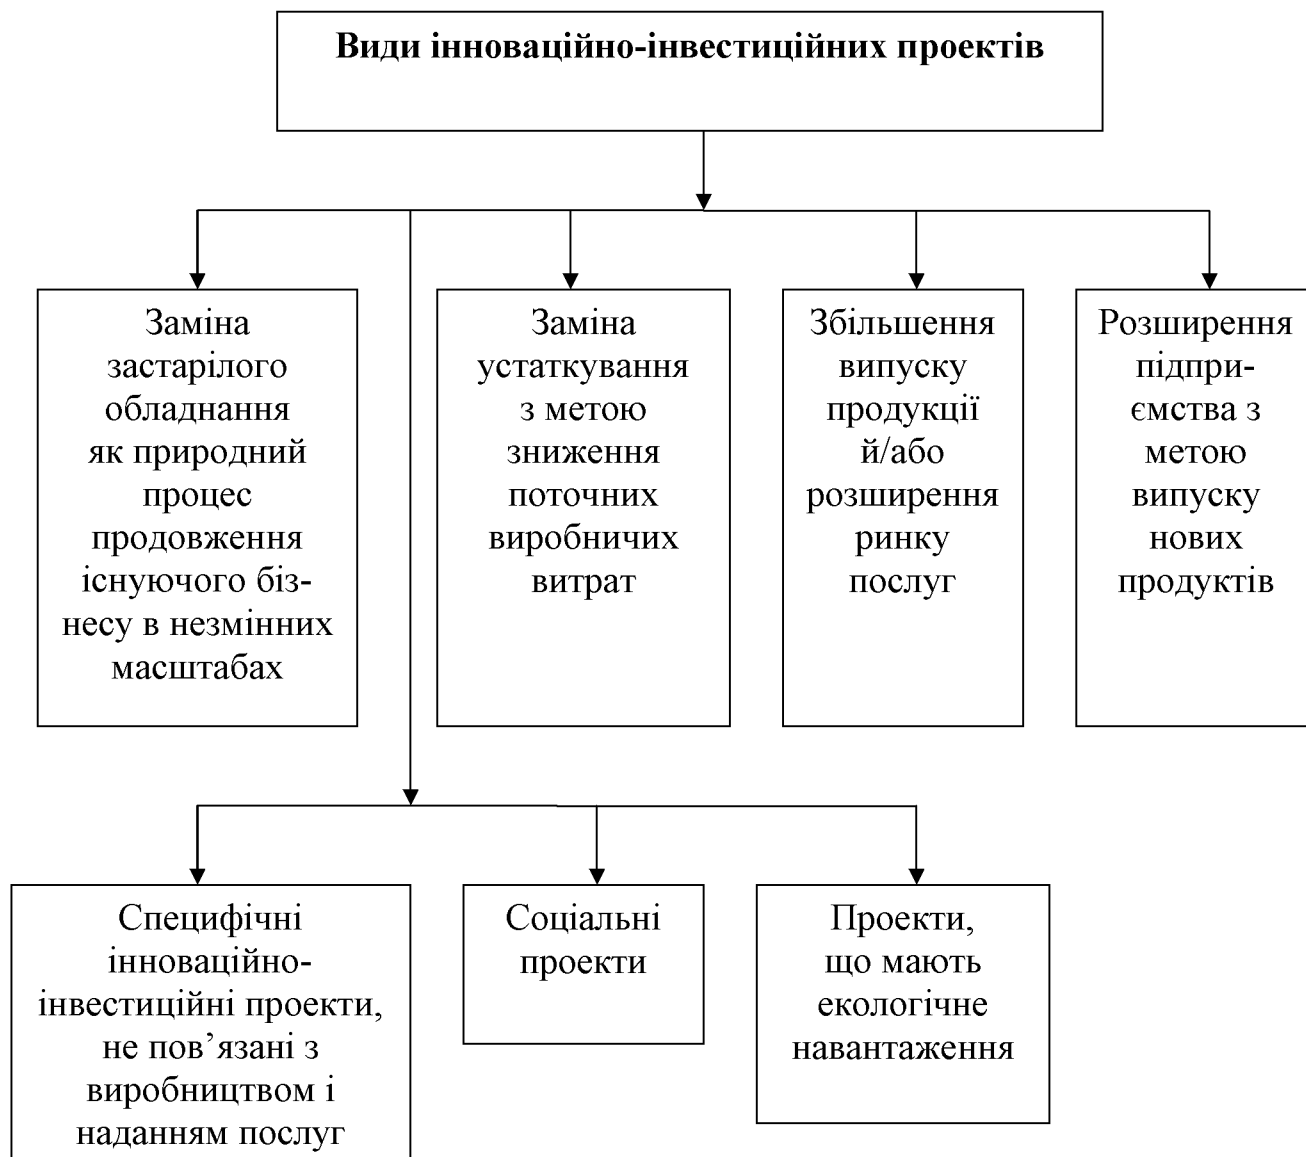 Види інноваційно-інвестиційних проектів
Заміна
застарілого
обладнання
як природний
процес
продовження
існуючого біз-
несу в незмінних
масштабах
Заміна
устаткування
з метою
зниження
поточних
виробничих
витрат
Збільшення
випуску
продукції
й/або
розширення
ринку
послуг
Розширення
підпри-
ємства з
метою
випуску
нових
продуктів
Специфічні
інноваційно-
інвестиційні проекти,
не пов’язані з
виробництвом і
наданням послуг
Соціальні
проекти
Проекти,
що мають
екологічне
навантаження